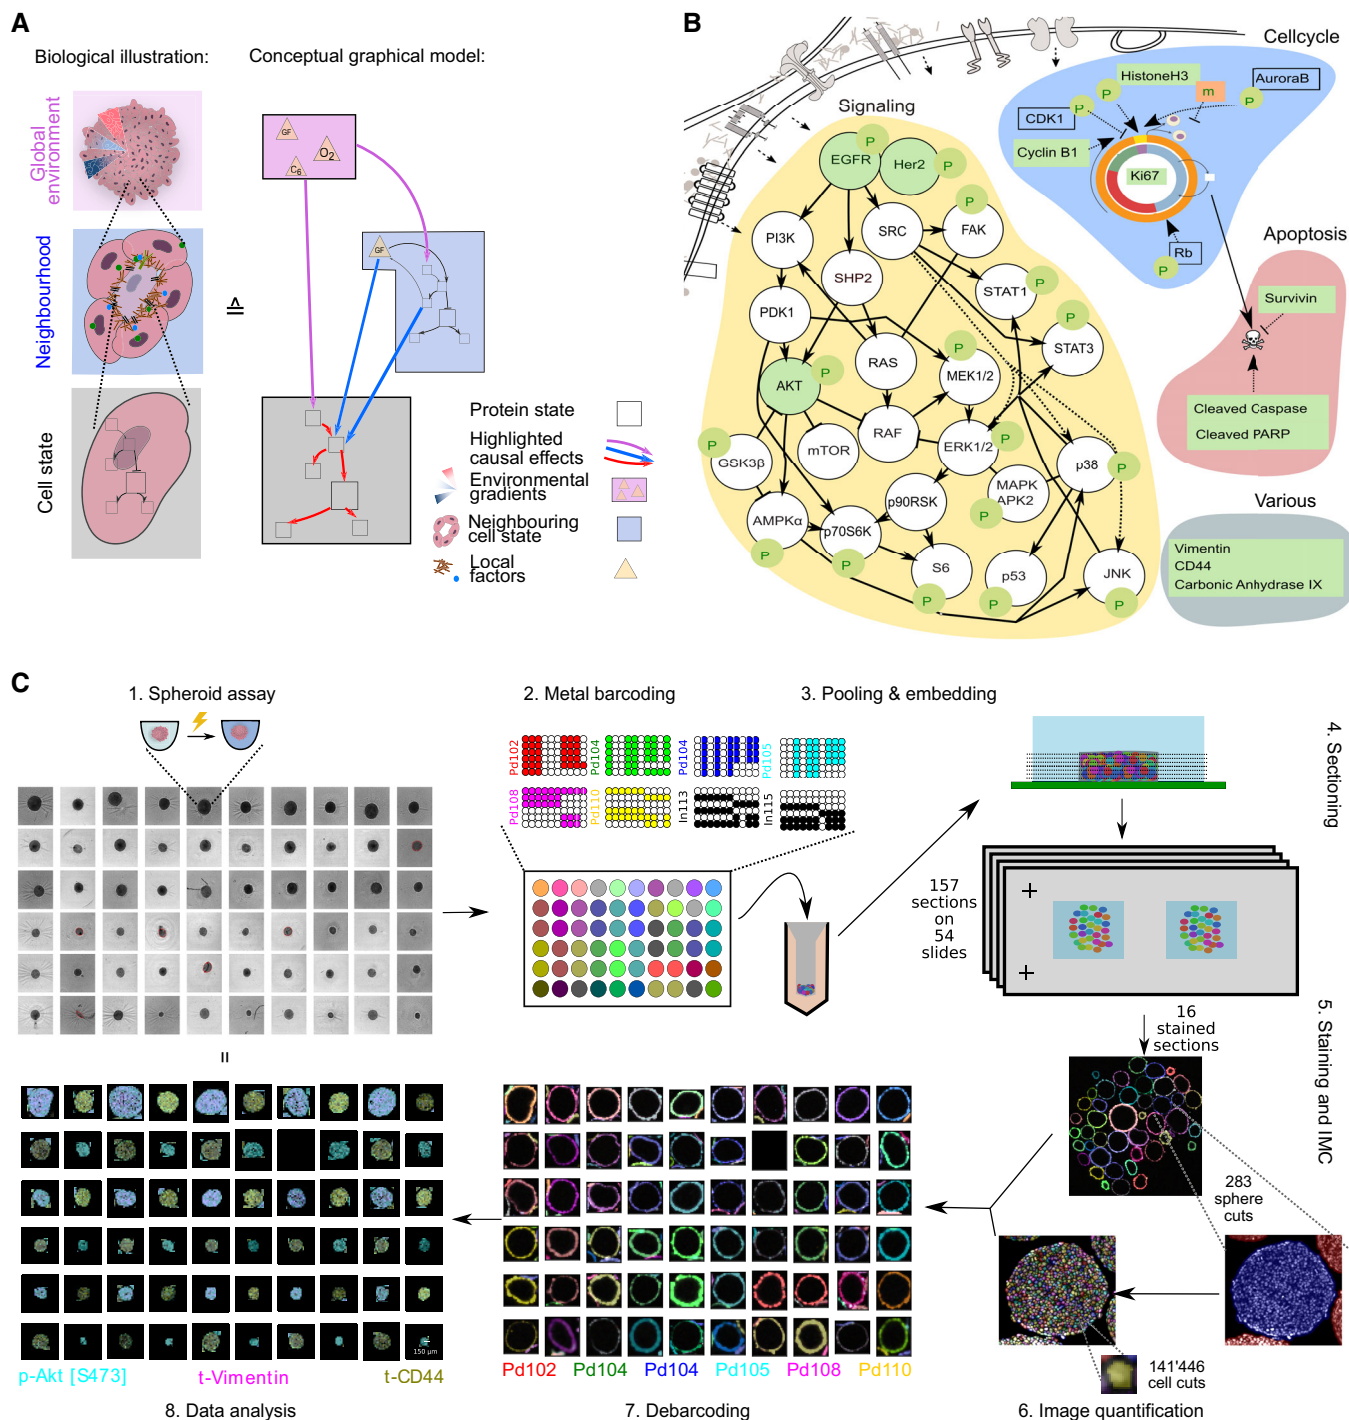 A
Biological illustration:
Conceptual graphical model:
Global
environment
Neighbourhood
Cell state
GF
O2
C6
≙
GF
Protein state
Highlighted
causal effects
Environmental
gradients
Neighbouring
cell state
Local
factors
B
Signaling
EGFR
P
Her2
P
PI3K
SRC
FAK
P
SHP2
STAT1
P
PDK1
STAT3
P
RAS
MEK1/2
P
AKT
P
RAF
mTOR
ERK1/2
P
GSK3β
P
p38
P
MAPK
APK2
P
p90RSK
AMPKα
P
p70S6K
P
S6
P
p53
P
JNK
P
Cellcycle
HistoneH3
P
m
AuroraB
P
CDK1
P
Cyclin B1
Ki67
Rb
P
Apoptosis
Survivin
Cleaved Caspase
Cleaved PARP
Various
Vimentin
CD44
Carbonic Anhydrase IX
C
1. Spheroid assay
2. Metal barcoding
3. Pooling & embedding
Pd102
Pd104
Pd104
Pd105
Pd108
Pd110
In113
In115
4. Sectioning
157
sections
on
54
slides
16
stained
sections
5. Staining and IMC
283
sphere
cuts
141'446
cell cuts
6. Image quantification
Pd102
Pd104
Pd104
Pd105
Pd108
Pd110
7. Debarcoding
150 µm
p-Akt [S473]
t-Vimentin
t-CD44
8. Data analysis